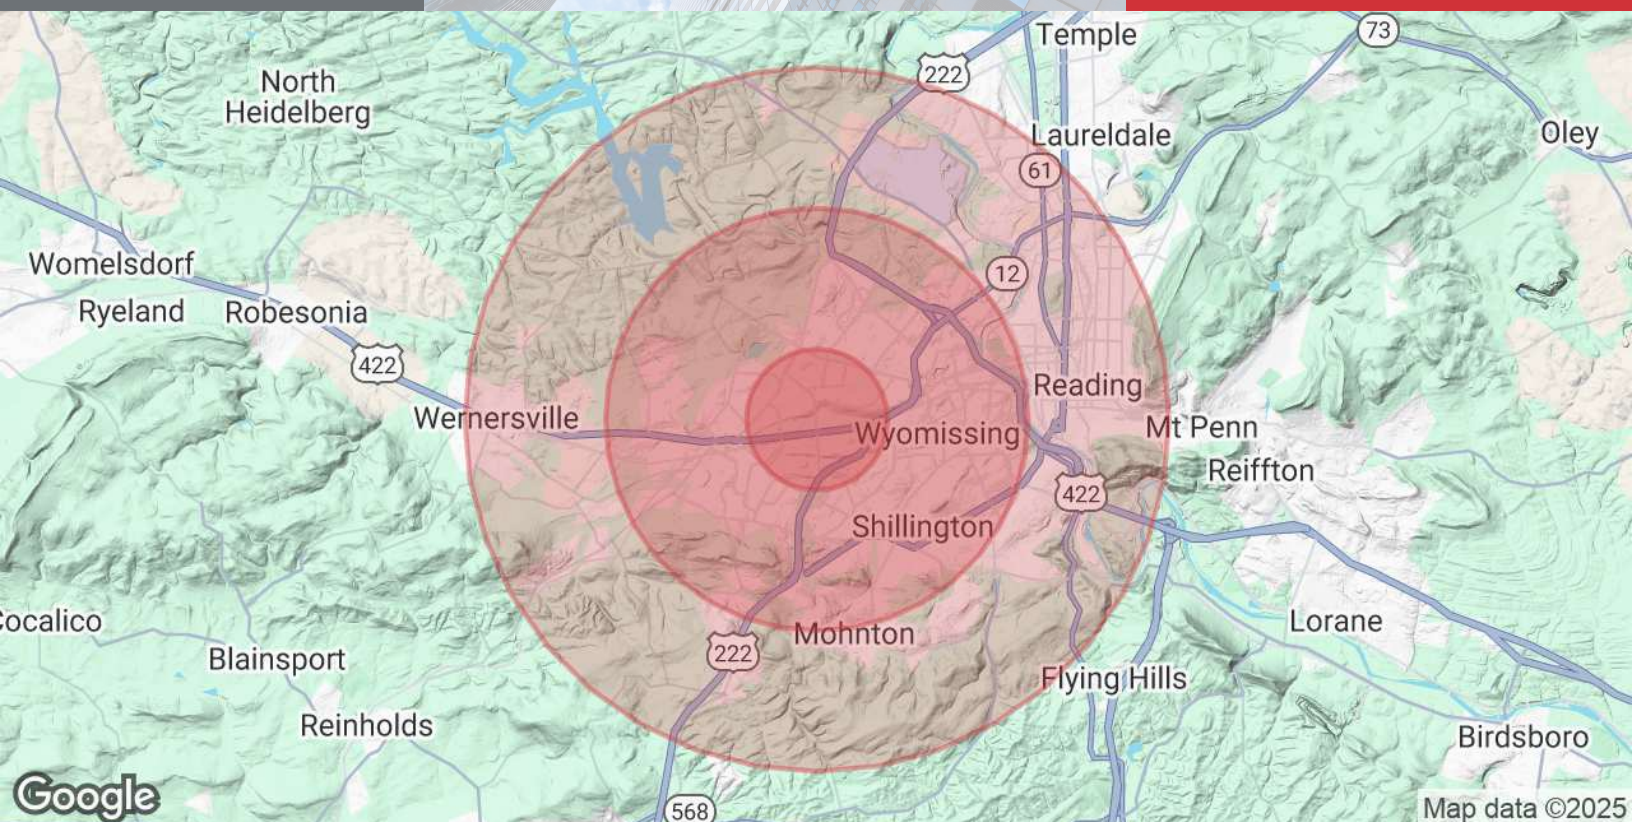 Temple
73
222
North
Heidelberg
Laureldale
Oley
61
Womelsdorf
12
Ryeland
Robesonia
422
Reading
Wernersville
Wyomissing
Mt Penn
Reiffton
422
Shillington
Lorane
Mohnton
222
Blainsport
Flying Hills
Reinholds
Birdsboro
Google
568
Map data ©2025